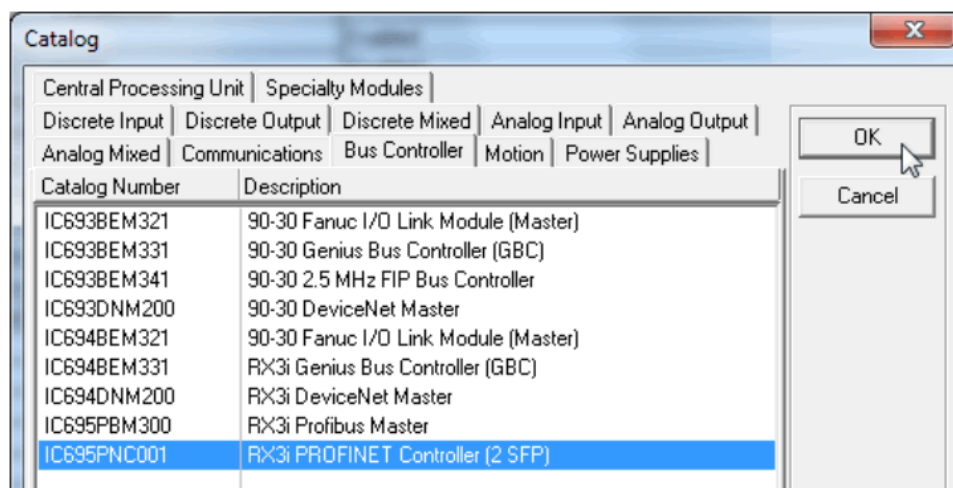 Catalog
Central Processing Unit Specialty Modules
Discrete Input Discrete Output Discrete Mixed Analog Input Analog Output
Analog Mixed Communications Bus Controller Motion Power Supplies
OK
Cancel
Catalog Number Description
IC693BEM321 90-30 Fanuc I/O Link Module (Master)
IC693BEM331 90-30 Genius Bus Controller (GBC)
IC693BEM341 90-30 2.5 MHz FIP Bus Controller
IC693DNM200 90-30 DeviceNet Master
IC694BEM321 90-30 Fanuc I/O Link Module (Master)
IC694BEM331 RX3i Genius Bus Controller (GBC)
IC694DNM200 RX3i DeviceNet Master
IC695PBM300 RX3i Profibus Master
IC695PNC001 RX3i PROFINET Controller (2 SFP)